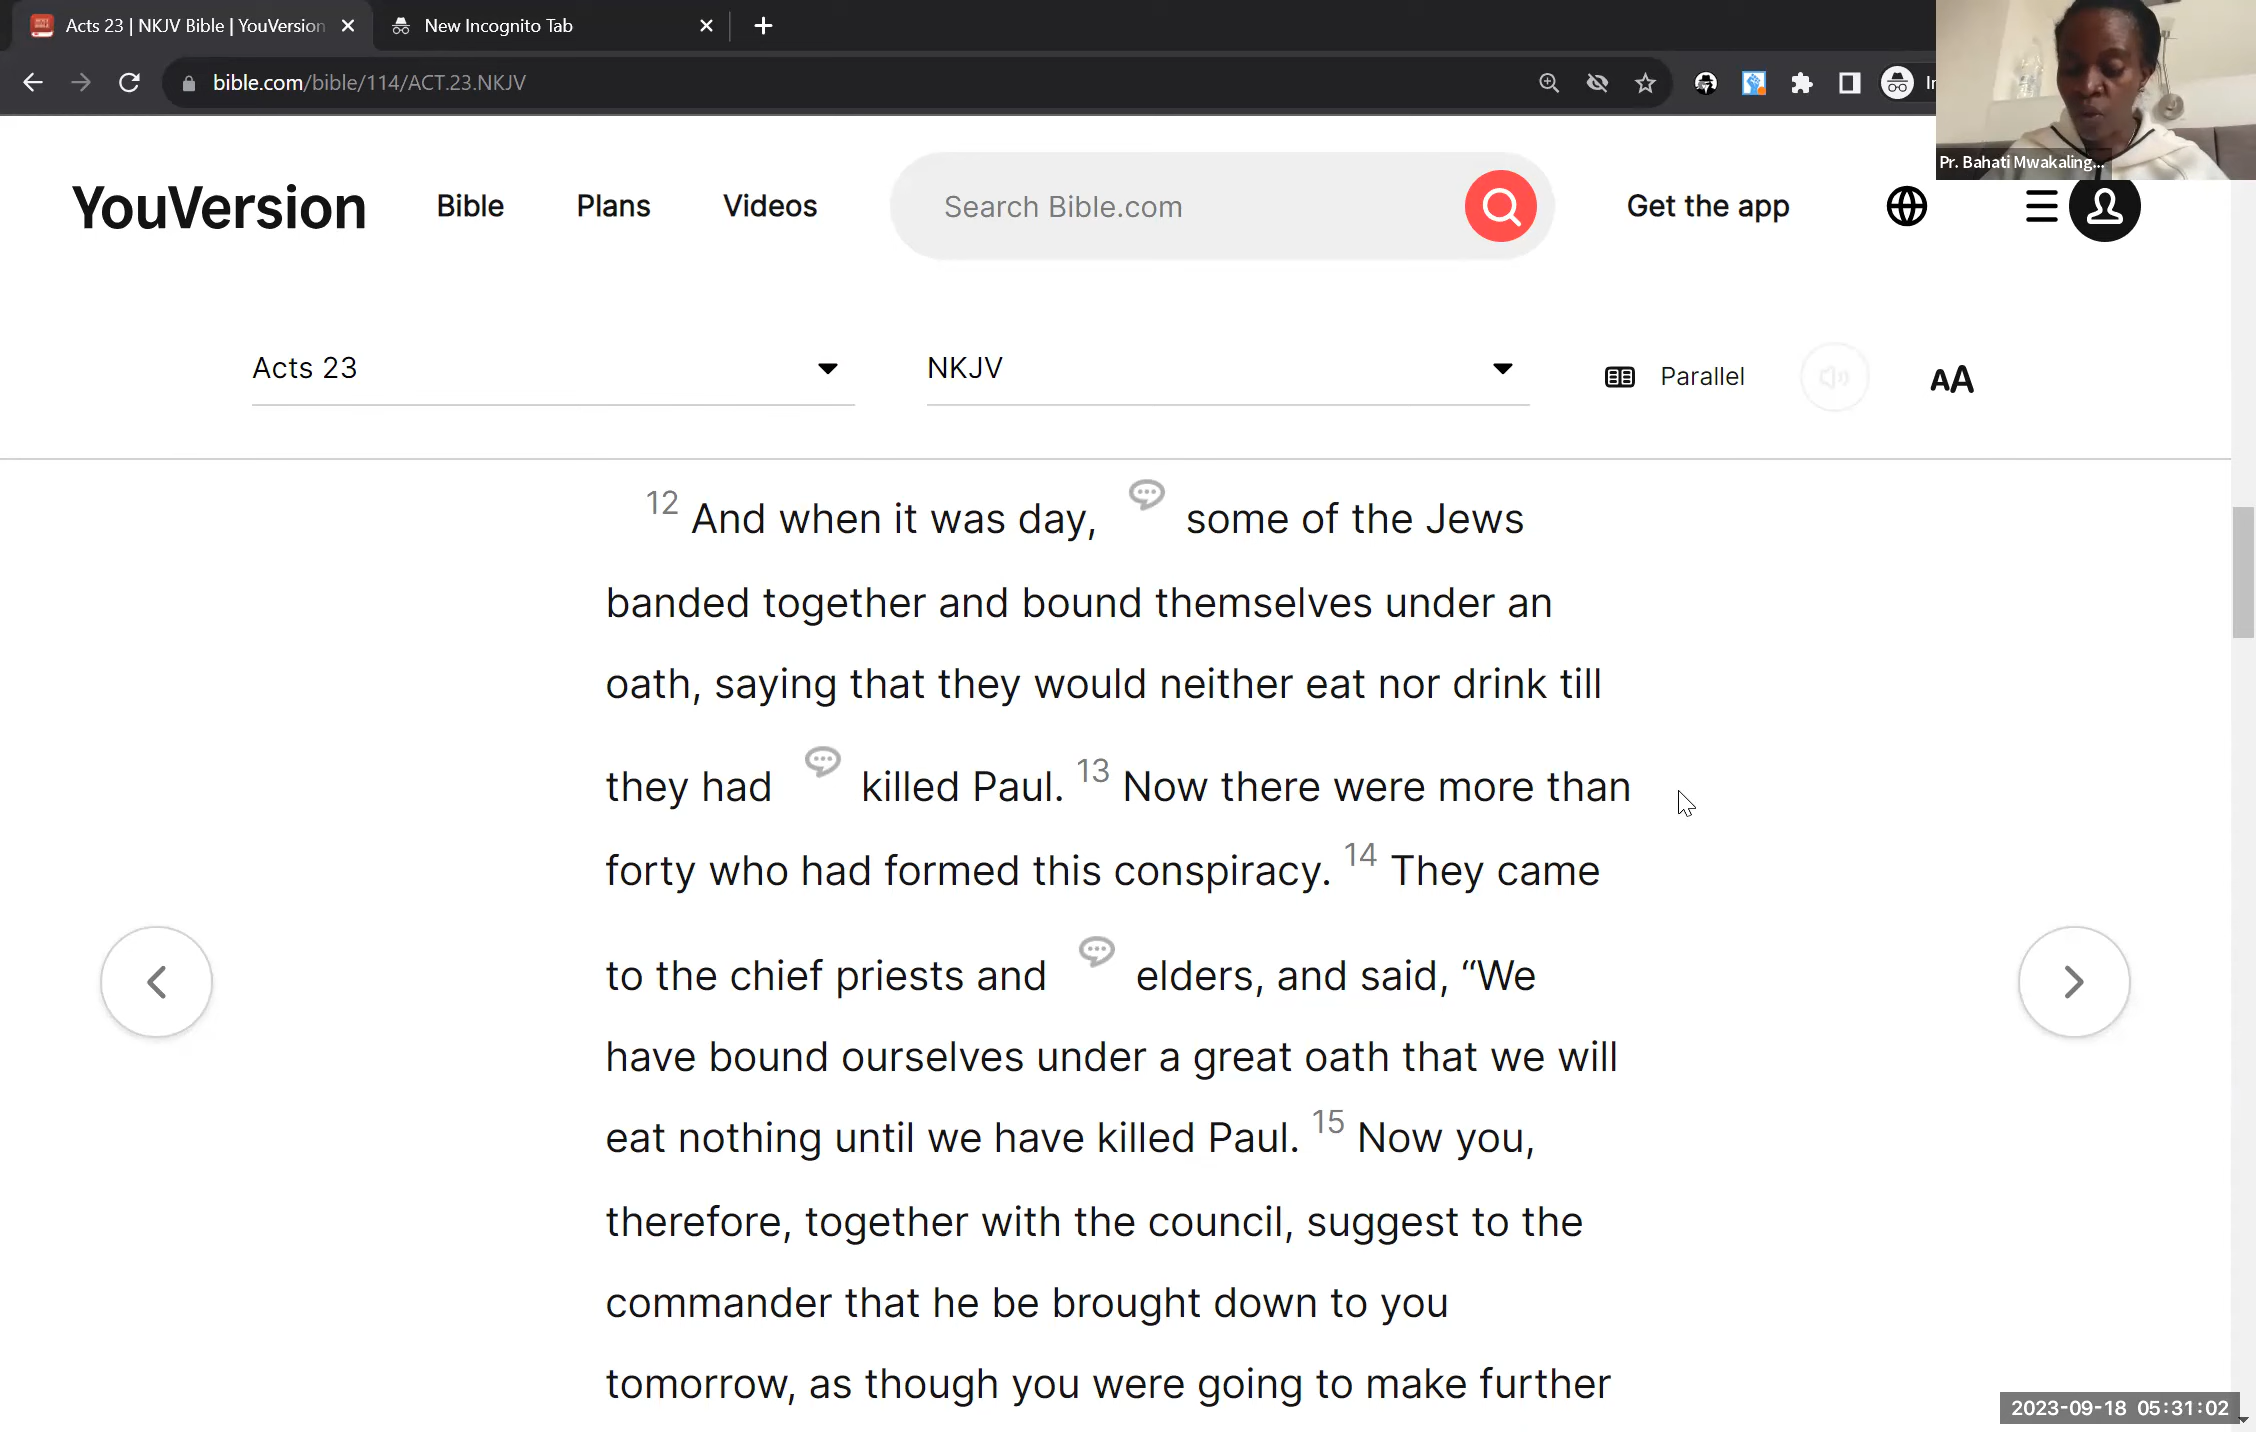 Acts 23 | NKJV Bible | YouVersion
New Incognito Tab
bible.com/bible/114/ACT.23.NKJV
Pr. Bahati Mwakaling...
YouVersion
Bible
Plans
Videos
Search Bible.com
Get the app
Acts 23
NKJV
Parallel
AA
12 And when it was day, some of the Jews
banded together and bound themselves under an
oath, saying that they would neither eat nor drink till
they had killed Paul. 13 Now there were more than
forty who had formed this conspiracy. 14 They came
to the chief priests and elders, and said, “We
have bound ourselves under a great oath that we will
eat nothing until we have killed Paul. 15 Now you,
therefore, together with the council, suggest to the
commander that he be brought down to you
tomorrow, as though you were going to make further
2023-09-18 05:31:02